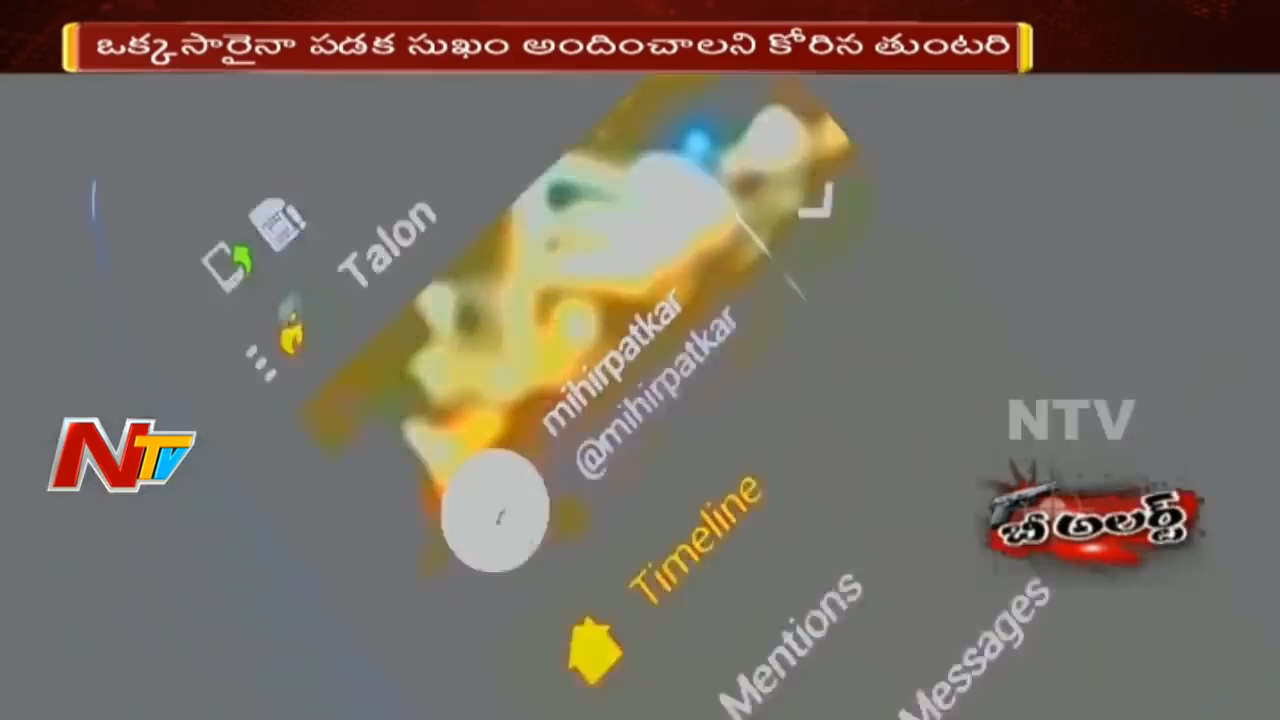 ఒక్కసారైనా పడక సుఖం అందించాలని కోరిన తుంటరి
Talon
mihirpatkar
@mihirpatkar
Timeline
Mentions
Messages
NTV
NTV
బీ అలర్ట్